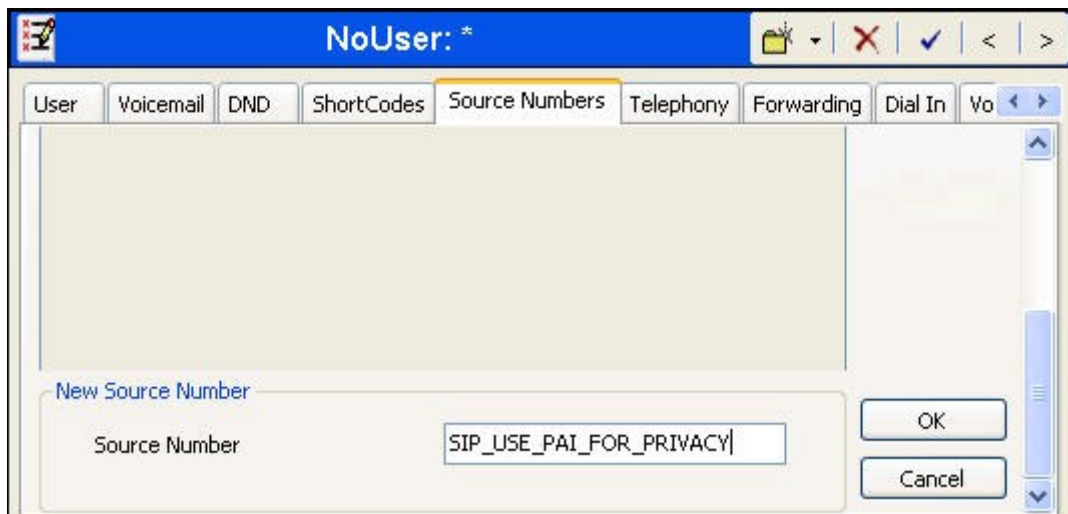 NoUser: *
< >
User Voicemail DND ShortCodes Source Numbers Telephony Forwarding Dial In Vo
New Source Number
Source Number SIP_USE_PAI_FOR_PRIVACY
OK
Cancel